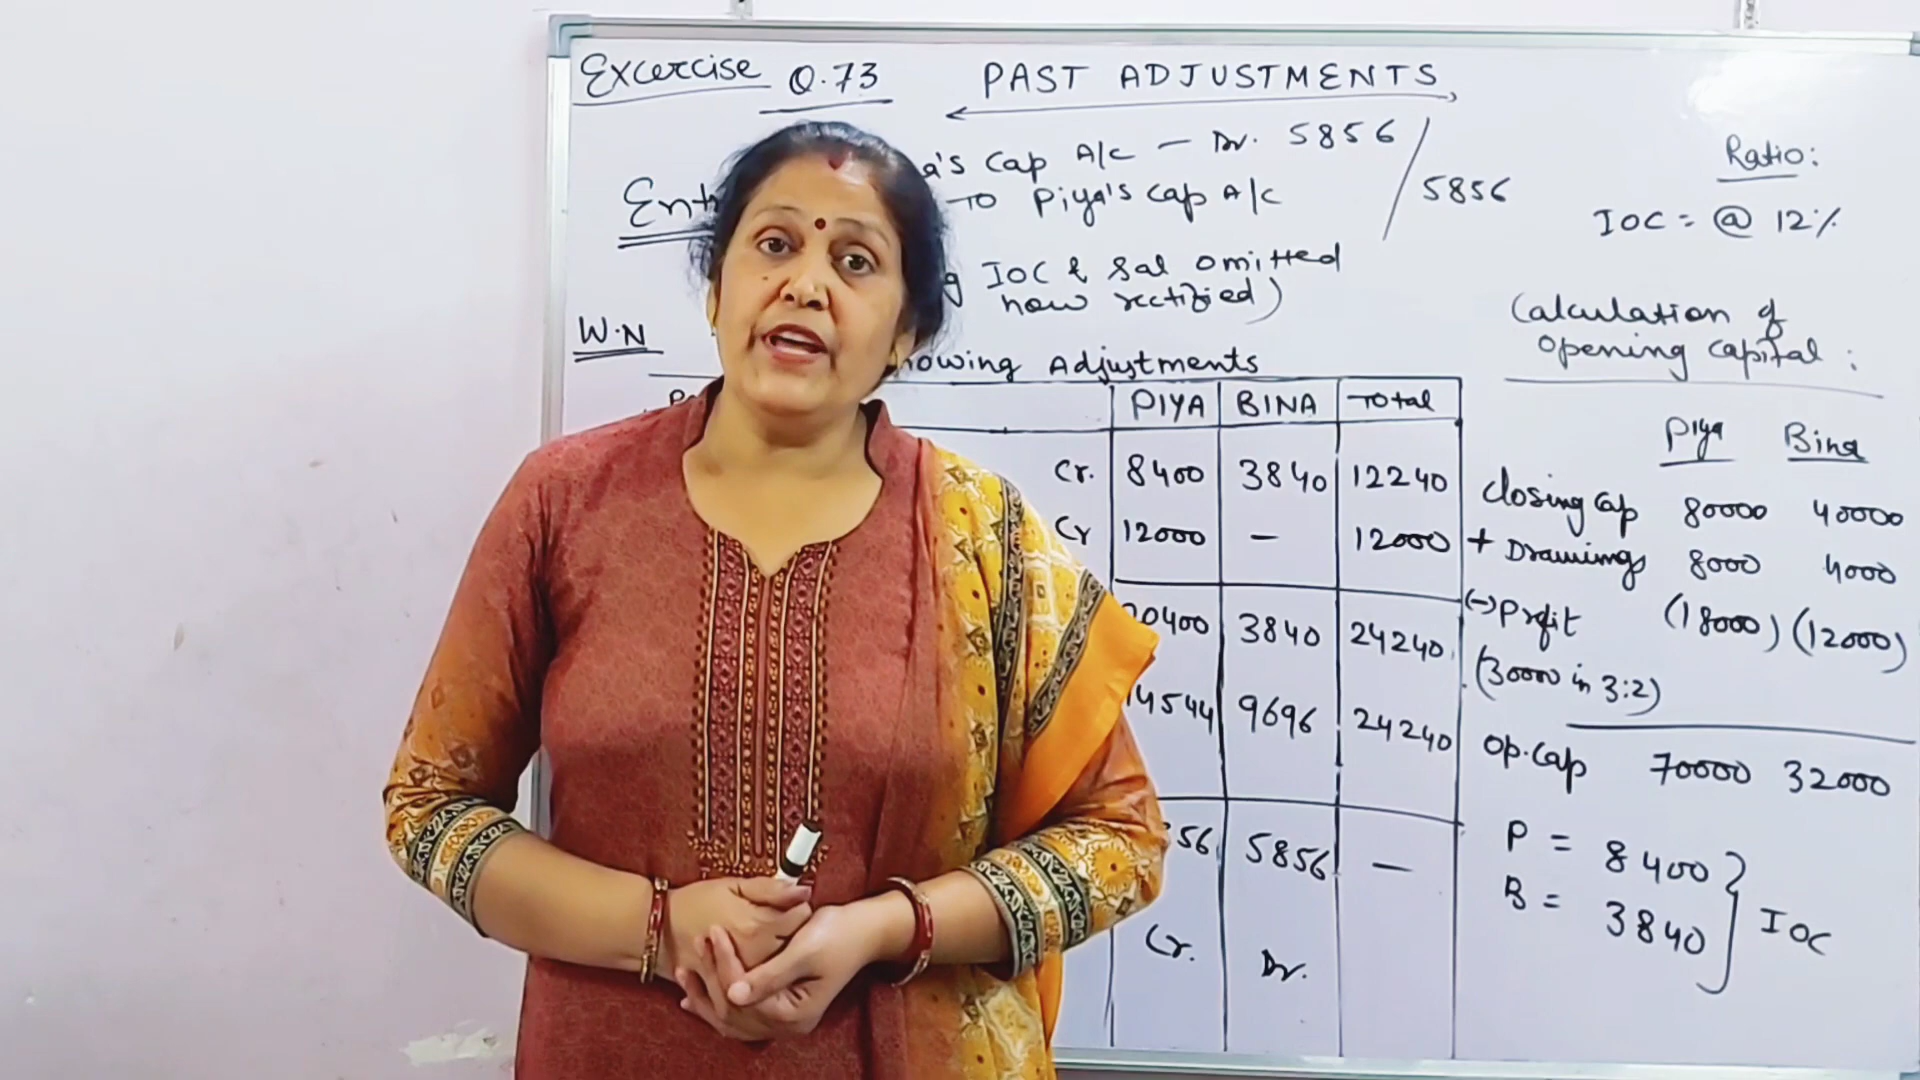 Excercise Q.73 PAST ADJUSTMENTS
a's Cap A/c — Dr. 5856
To Piya's Cap A/c 5856
IOC & Sal omitted
now rectified)
W.N
Adjustments
PIYA BINA Total
Cr. 8400 3840 12240
Cr 12000 — 12000
0400 3840 24240
14544 9696 24240
56 5856 —
Cr. Dr.
Ratio:
IOC = @ 12%
Calculation of
opening capital:
Piya Bina
Closing Cap 80000 40000
+ Drawings 8000 4000
(-) Profit (18000) (12000)
(30000 in 3:2)
Op. Cap 70000 32000
P = 8400
B = 3840
IOC